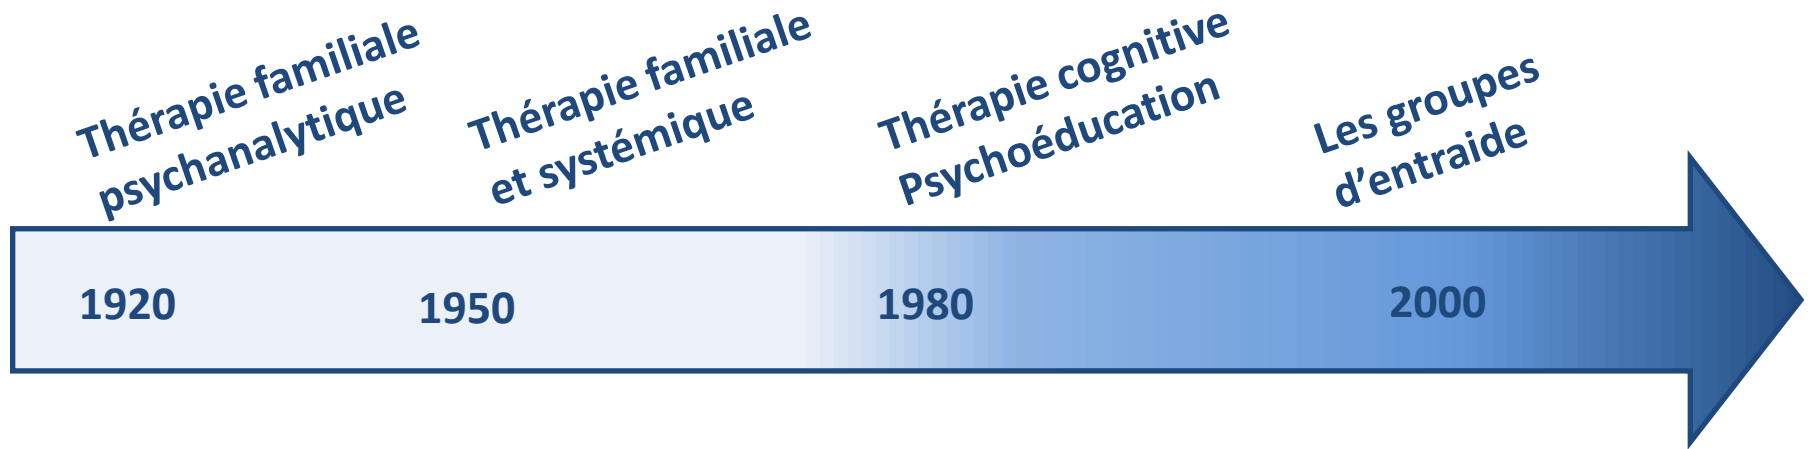 Thérapie familiale
psychanalytique
Thérapie familiale
et systémique
Thérapie cognitive
Psychoéducation
Les groupes
d’entraide
1920
1950
1980
2000